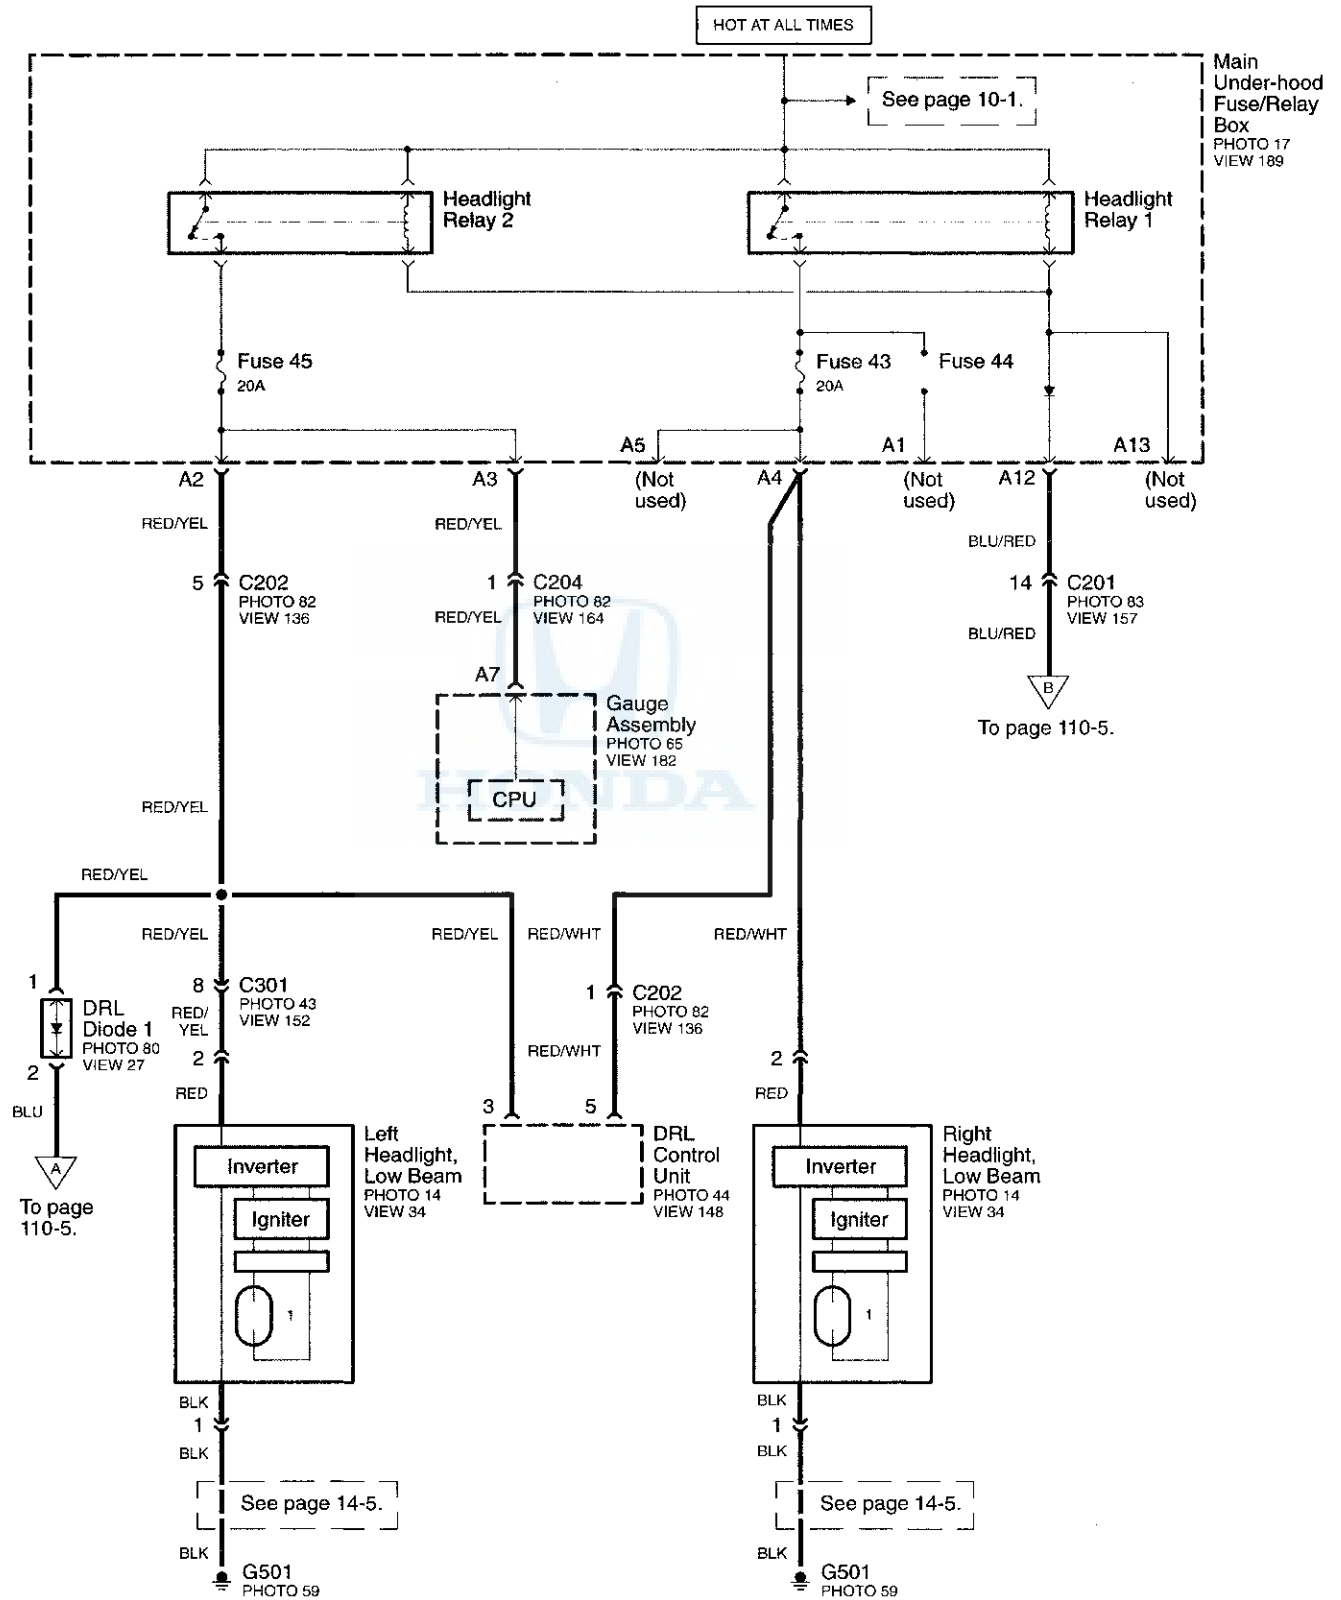 HOT AT ALL TIMES
Main
Under-hood
Fuse/Relay
Box
PHOTO 17
VIEW 189
See page 10-1.
Headlight
Relay 2
Headlight
Relay 1
Fuse 45
20A
Fuse 43
20A
Fuse 44
A5
A1
A13
A2
A3
(Not
used)
A4
(Not
used)
A12
(Not
used)
RED/YEL
RED/YEL
BLU/RED
5
C202
PHOTO 82
VIEW 136
1
C204
PHOTO 82
VIEW 164
14
C201
PHOTO 83
VIEW 157
RED/YEL
BLU/RED
A7
B
To page 110-5.
Gauge
Assembly
PHOTO 65
VIEW 182
CPU
HONDA
RED/YEL
RED/YEL
RED/YEL
RED/YEL
RED/WHT
RED/WHT
1
DRL
Diode 1
PHOTO 80
VIEW 27
2
8
C301
PHOTO 43
VIEW 152
RED/
YEL
2
1
C202
PHOTO 82
VIEW 136
RED/WHT
2
BLU
RED
3
5
RED
A
To page
110-5.
Left
Headlight,
Low Beam
PHOTO 14
VIEW 34
Inverter
Igniter
1
DRL
Control
Unit
PHOTO 44
VIEW 148
Right
Headlight,
Low Beam
PHOTO 14
VIEW 34
Inverter
Igniter
1
BLK
1
BLK
BLK
1
BLK
See page 14-5.
See page 14-5.
BLK
G501
PHOTO 59
BLK
G501
PHOTO 59